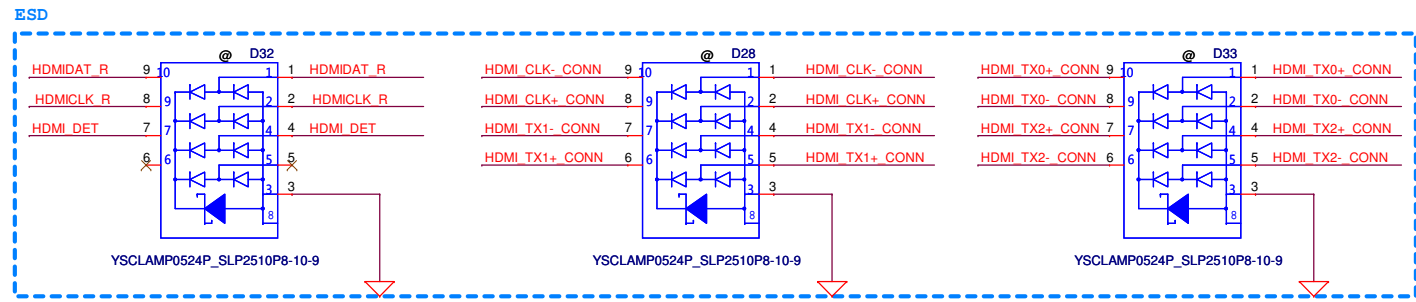 ESD
@ D32
HDMIDAT_R 9 10 1 1 HDMIDAT_R
HDMICLK_R 8 9 2 2 HDMICLK_R
HDMI_DET 7 7 4 4 HDMI_DET
6 6 5 5
3 3
8
YSCLAMP0524P_SLP2510P8-10-9
@ D28
HDMI_CLK-_CONN 9 10 1 1 HDMI_CLK-_CONN
HDMI_CLK+_CONN 8 9 2 2 HDMI_CLK+_CONN
HDMI_TX1-_CONN 7 7 4 4 HDMI_TX1-_CONN
HDMI_TX1+_CONN 6 6 5 5 HDMI_TX1+_CONN
3 3
8
YSCLAMP0524P_SLP2510P8-10-9
@ D33
HDMI_TX0+_CONN 9 10 1 1 HDMI_TX0+_CONN
HDMI_TX0-_CONN 8 9 2 2 HDMI_TX0-_CONN
HDMI_TX2+_CONN 7 7 4 4 HDMI_TX2+_CONN
HDMI_TX2-_CONN 6 6 5 5 HDMI_TX2-_CONN
3 3
8
YSCLAMP0524P_SLP2510P8-10-9